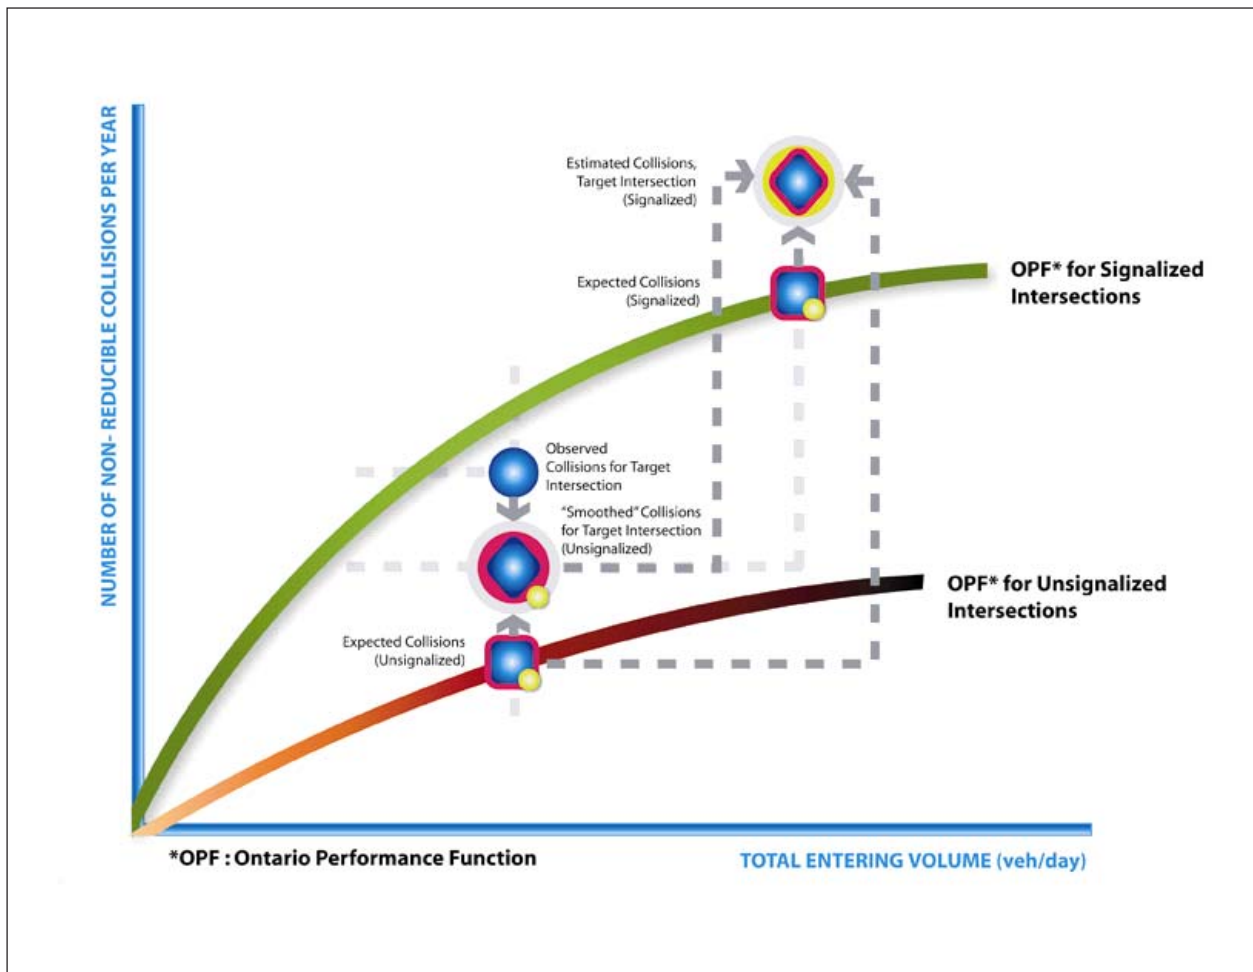 NUMBER OF NON- REDUCIBLE COLLISIONS PER YEAR
Estimated Collisions,
Target Intersection
(Signalized)
Expected Collisions
(Signalized)
OPF* for Signalized
Intersections
Observed
Collisions for Target
Intersection
“Smoothed” Collisions
for Target Intersection
(Unsignalized)
OPF* for Unsignalized
Intersections
Expected Collisions
(Unsignalized)
*OPF : Ontario Performance Function
TOTAL ENTERING VOLUME (veh/day)